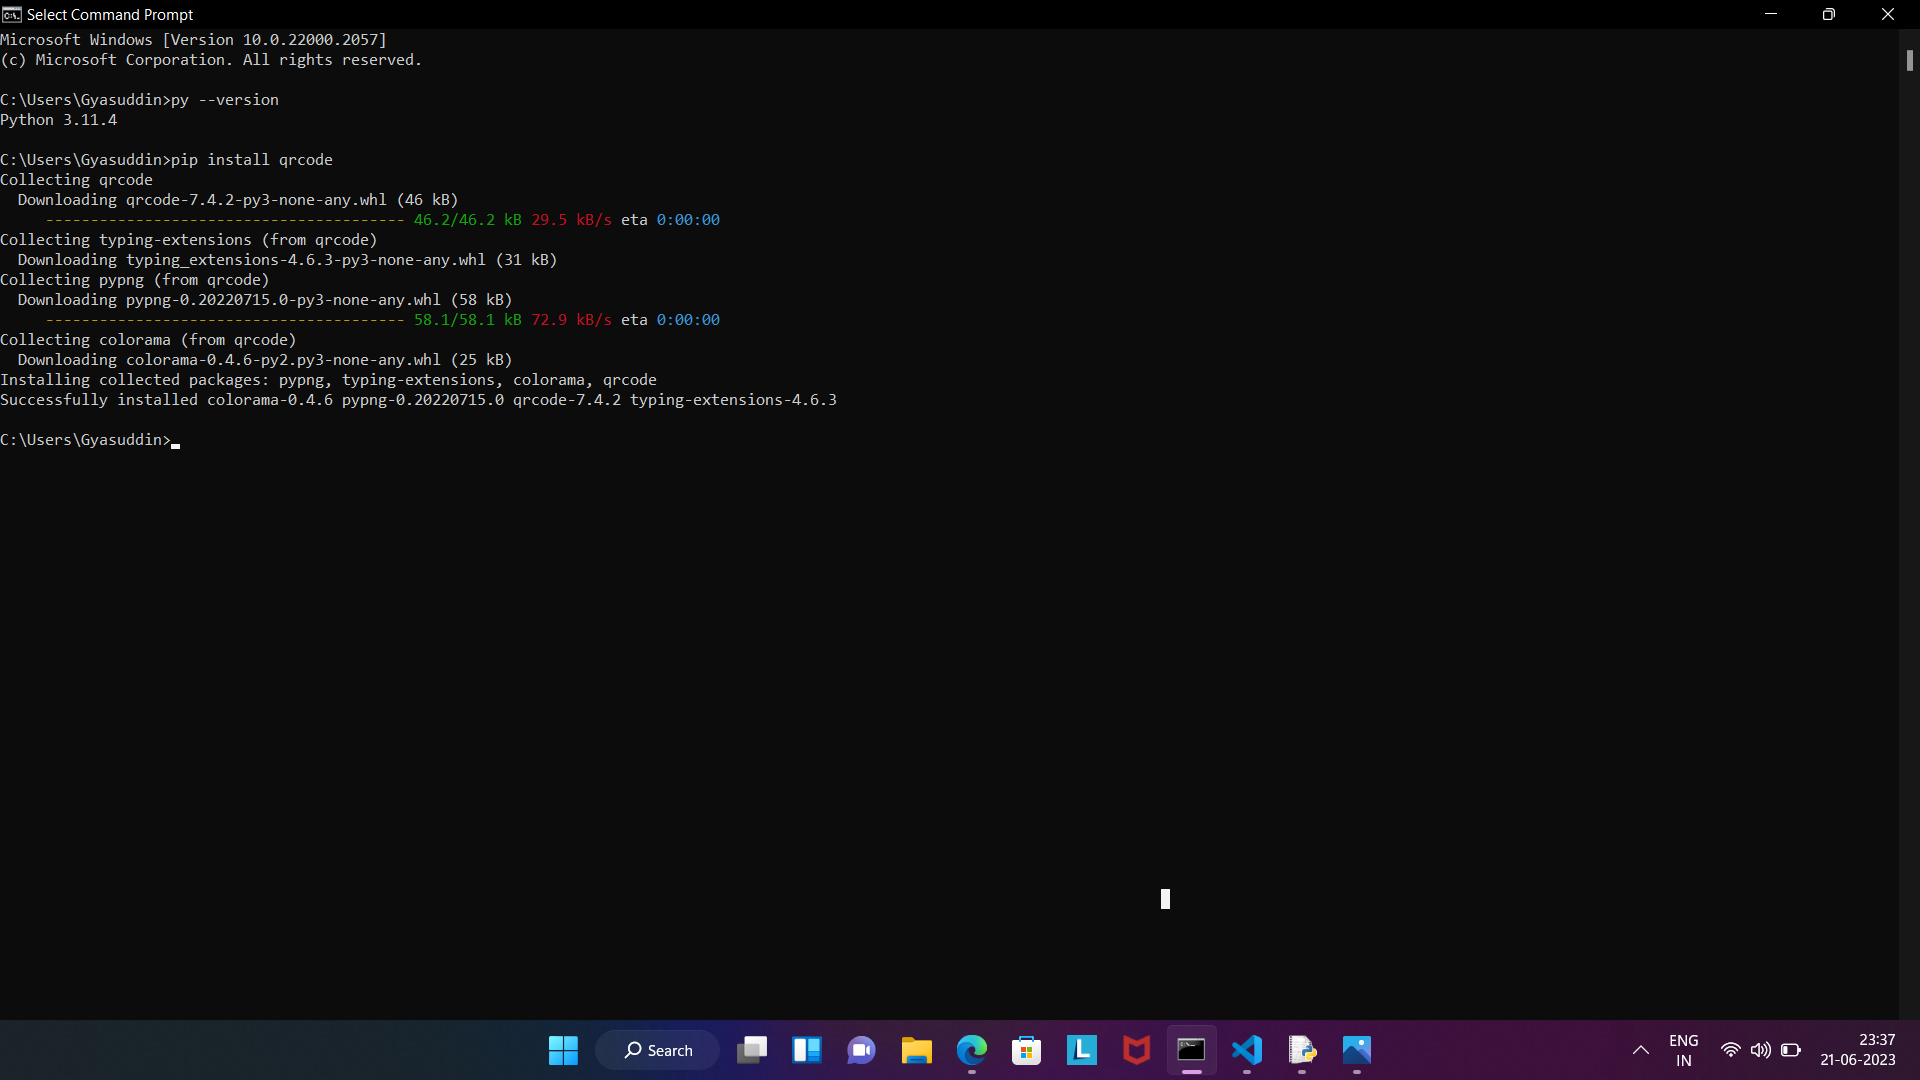 Select Command Prompt
Microsoft Windows [Version 10.0.22000.2057]
(c) Microsoft Corporation. All rights reserved.
C:\Users\Gyasuddin>py --version
Python 3.11.4
C:\Users\Gyasuddin>pip install qrcode
Collecting qrcode
  Downloading qrcode-7.4.2-py3-none-any.whl (46 kB)
     ---------------------------------------- 46.2/46.2 kB 29.5 kB/s eta 0:00:00
Collecting typing-extensions (from qrcode)
  Downloading typing_extensions-4.6.3-py3-none-any.whl (31 kB)
Collecting pypng (from qrcode)
  Downloading pypng-0.20220715.0-py3-none-any.whl (58 kB)
     ---------------------------------------- 58.1/58.1 kB 72.9 kB/s eta 0:00:00
Collecting colorama (from qrcode)
  Downloading colorama-0.4.6-py2.py3-none-any.whl (25 kB)
Installing collected packages: pypng, typing-extensions, colorama, qrcode
Successfully installed colorama-0.4.6 pypng-0.20220715.0 qrcode-7.4.2 typing-extensions-4.6.3
C:\Users\Gyasuddin>
Search
L
ENG
IN
23:37
21-06-2023